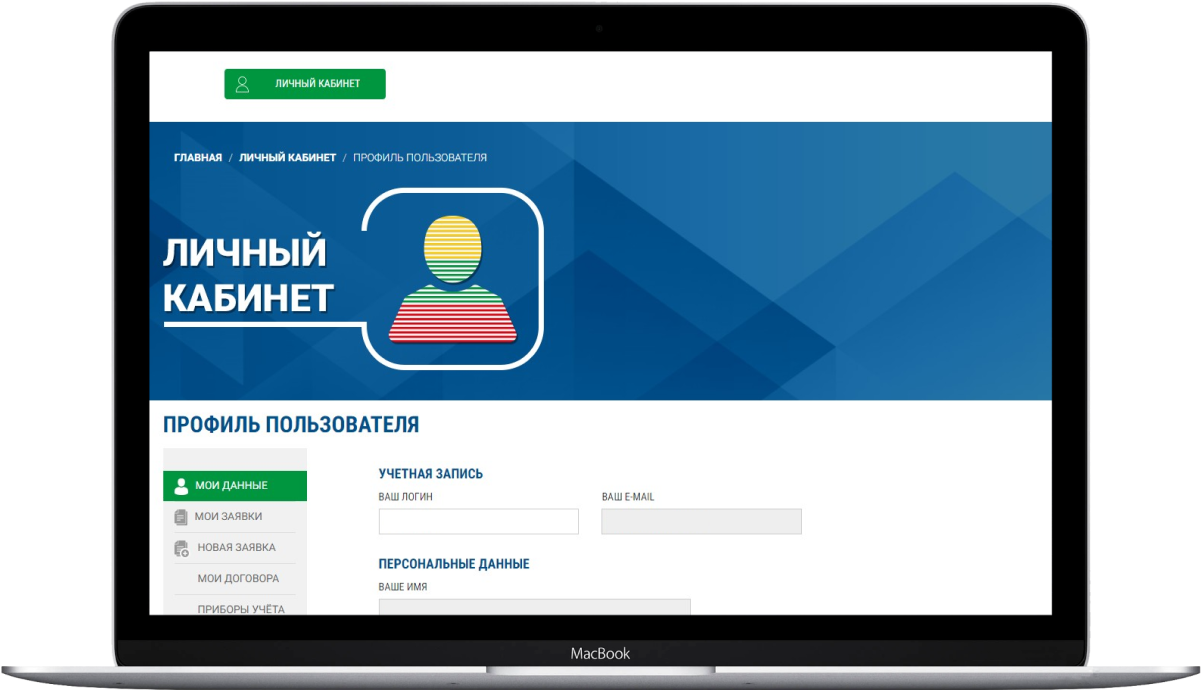 ЛИЧНЫЙ КАБИНЕТ
ГЛАВНАЯ / ЛИЧНЫЙ КАБИНЕТ / ПРОФИЛЬ ПОЛЬЗОВАТЕЛЯ
ЛИЧНЫЙ
КАБИНЕТ
ПРОФИЛЬ ПОЛЬЗОВАТЕЛЯ
МОИ ДАННЫЕ
МОИ ЗАЯВКИ
НОВАЯ ЗАЯВКА
МОИ ДОГОВОРА
ПРИБОРЫ УЧЁТА
УЧЕТНАЯ ЗАПИСЬ
ВАШ ЛОГИН
ВАШ E-MAIL
ПЕРСОНАЛЬНЫЕ ДАННЫЕ
ВАШЕ ИМЯ
MacBook